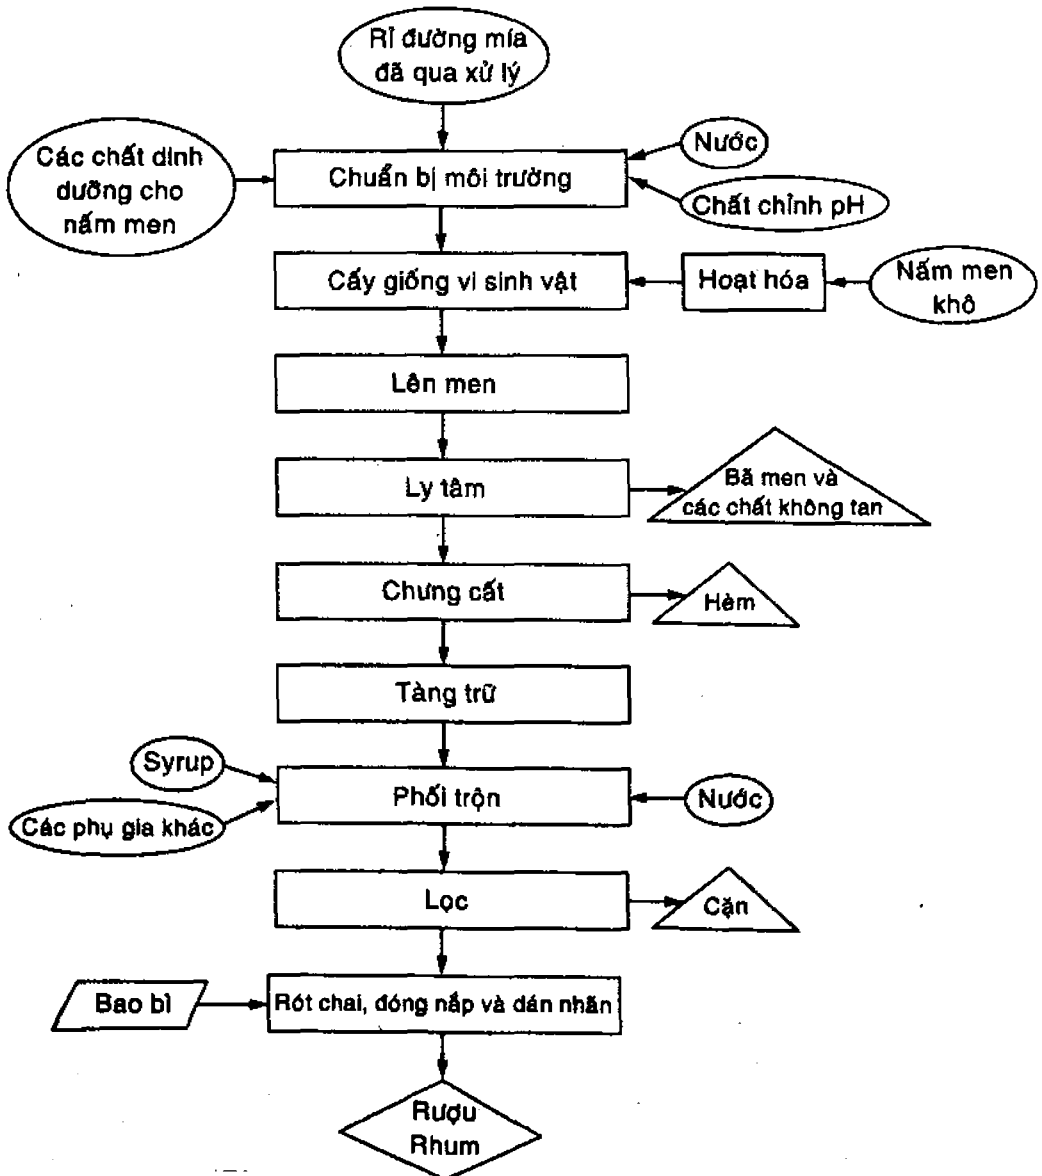 Rỉ đường mía
đã qua xử lý
Các chất dinh
dưỡng cho
nấm men
Chuẩn bị môi trường
Nước
Chất chỉnh pH
Cấy giống vi sinh vật
Hoạt hóa
Nấm men
khô
Lên men
Ly tâm
Bã men và
các chất không tan
Chưng cất
Hèm
Tàng trữ
Syrup
Các phụ gia khác
Phối trộn
Nước
Lọc
Cặn
Bao bì
Rót chai, đóng nắp và dán nhãn
Rượu
Rhum